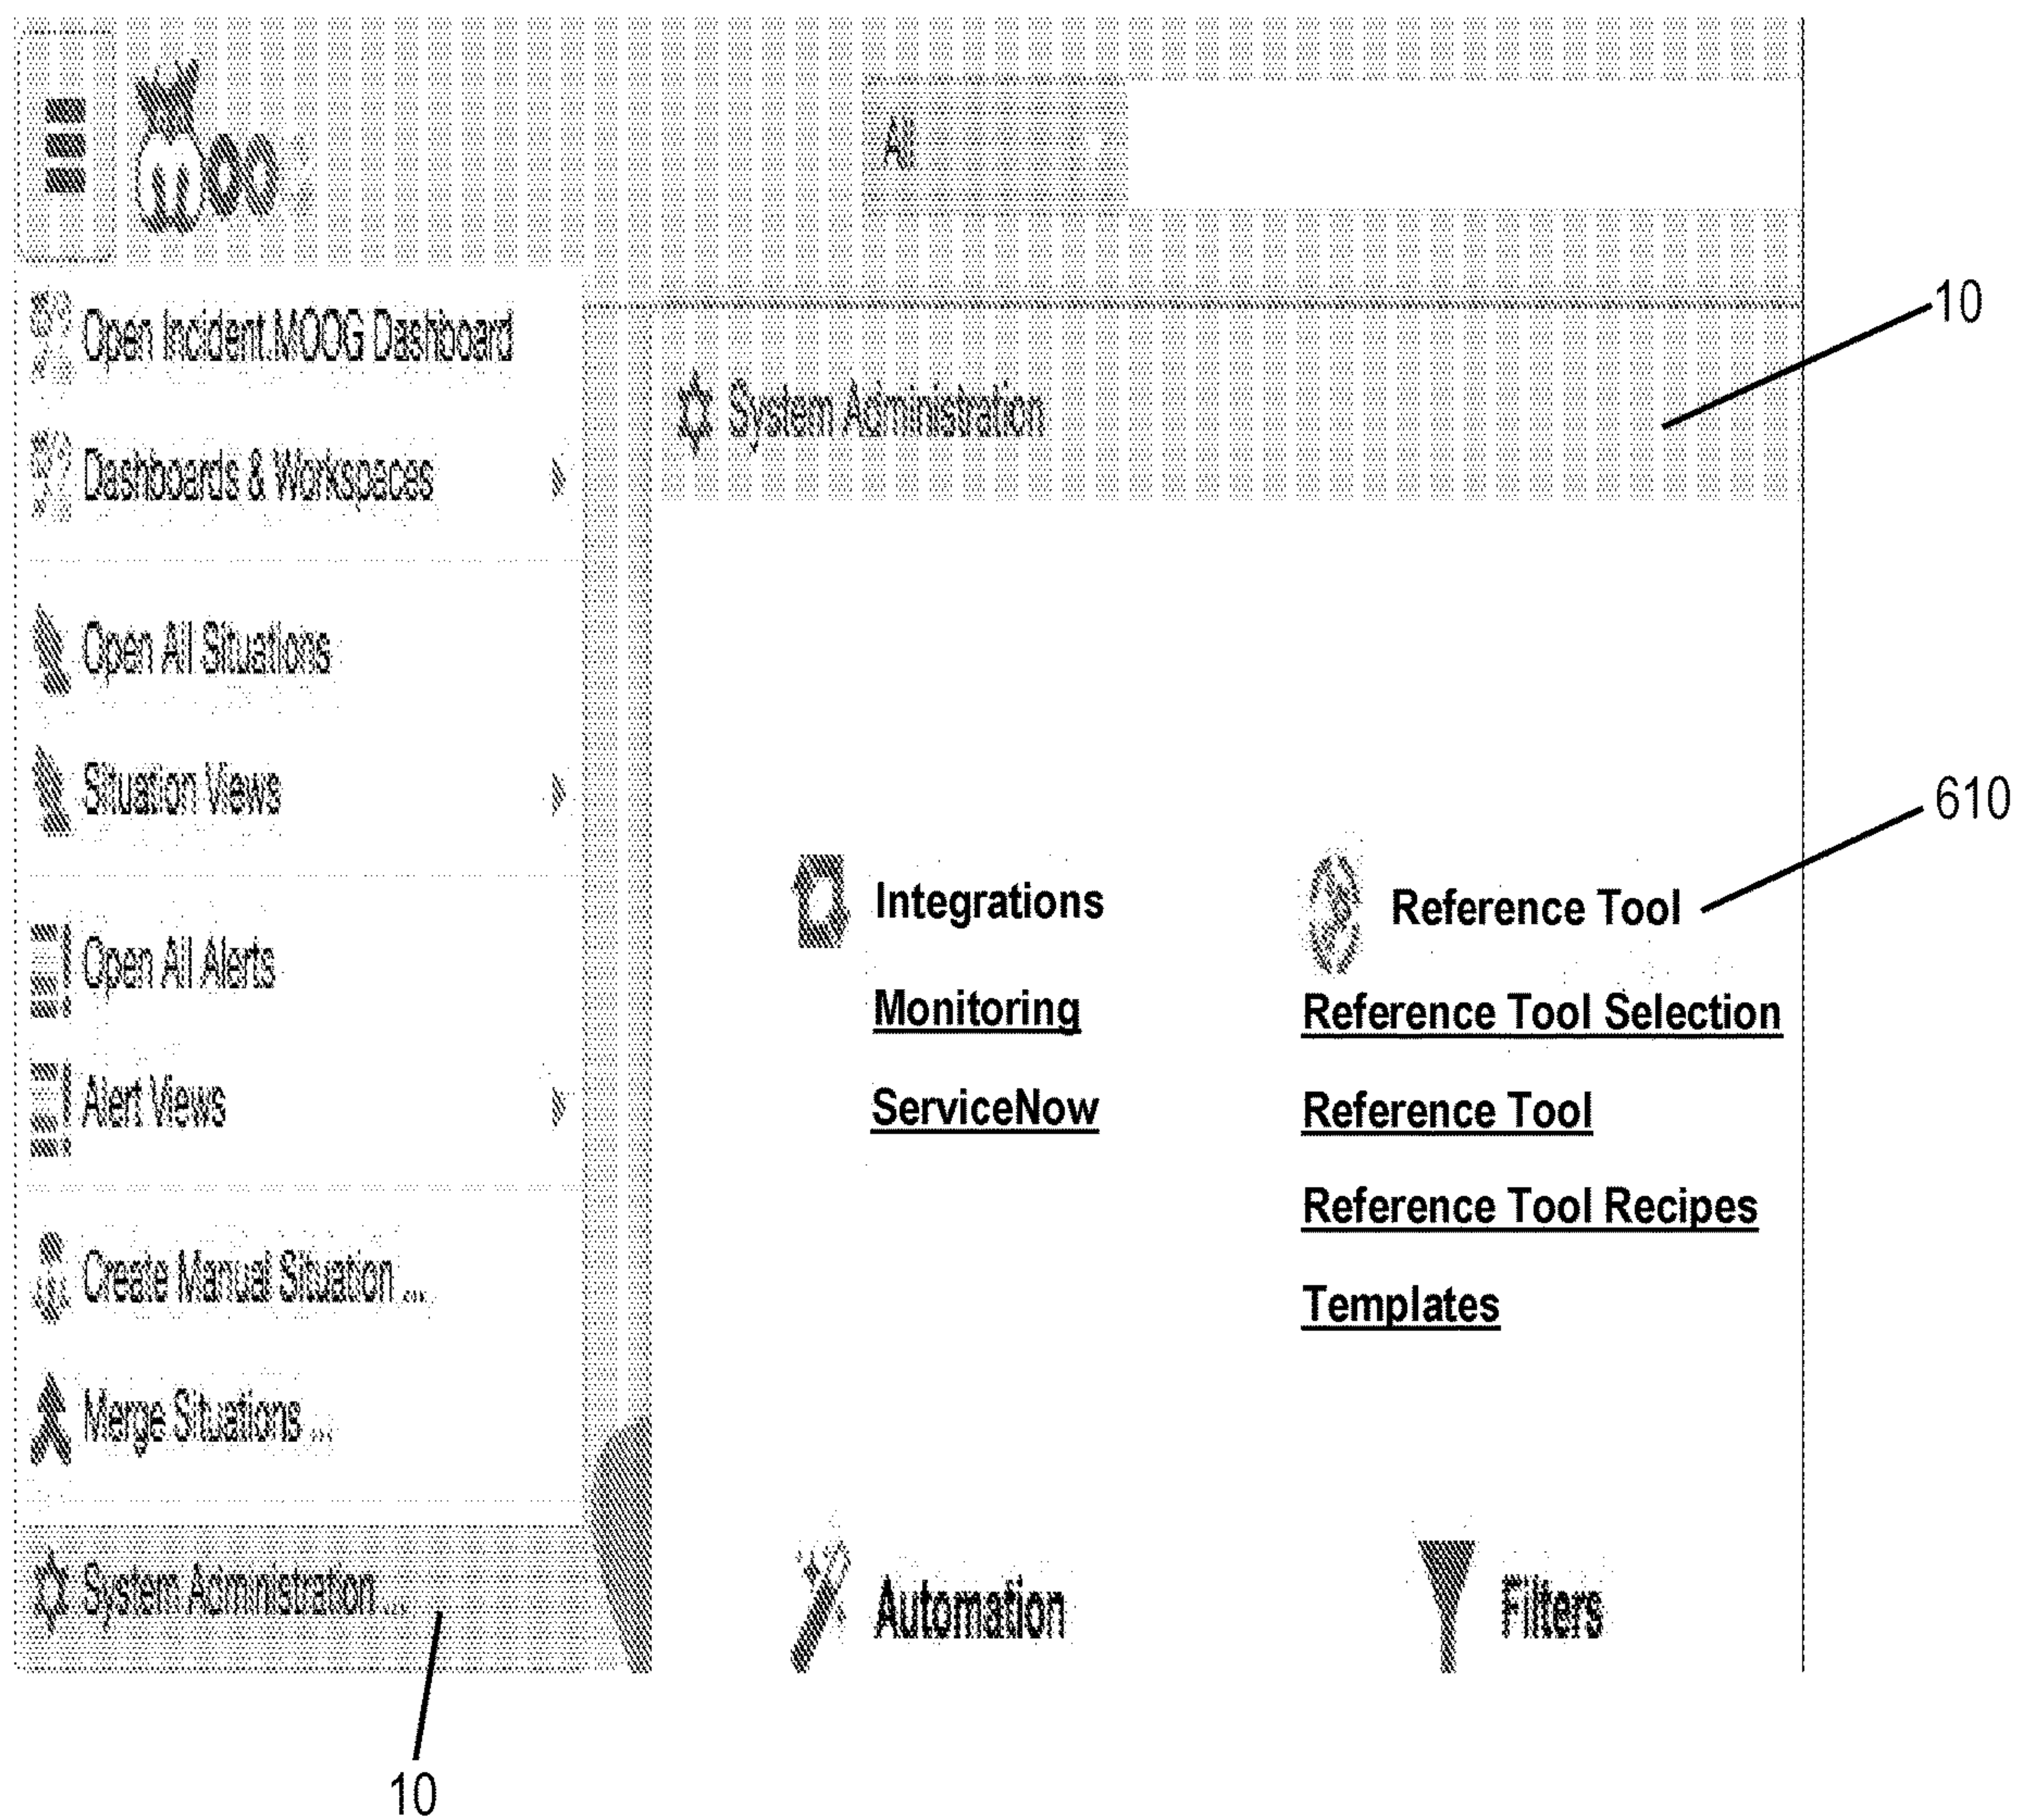 All
Open Incident.MOOG Dashboard
Dashboards & Workspaces
Open All Situations
Situation Views
Open All Alerts
Alert Views
Create Manual Situation ...
Merge Situations ...
System Administration ...
10
System Administration
10
Integrations
Monitoring
ServiceNow
Reference Tool
610
Reference Tool Selection
Reference Tool
Reference Tool Recipes
Templates
Automation
Filters